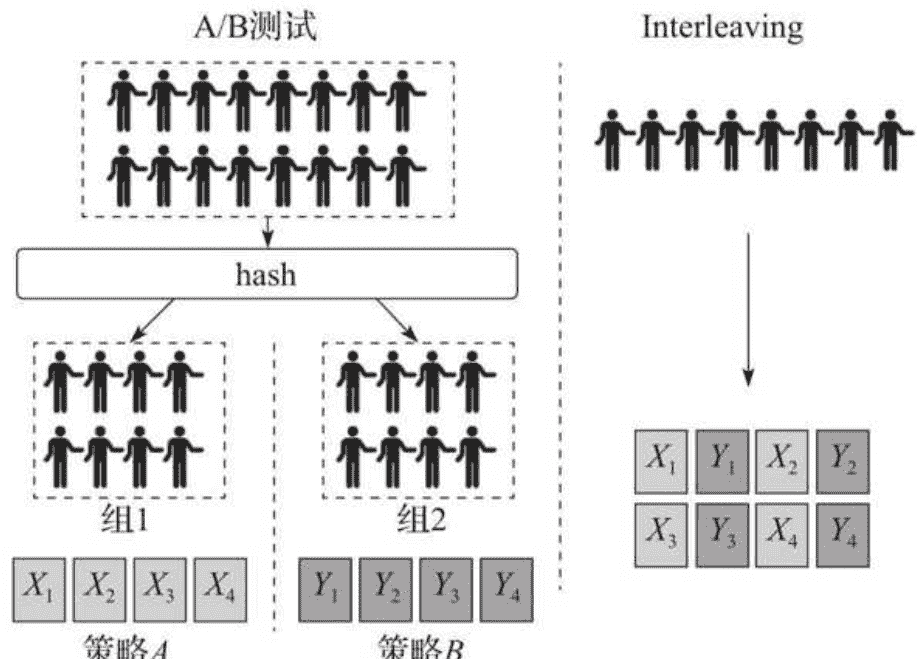 A/B测试
Interleaving
hash
组1
组2
X₁ X₂ X₃ X₄
Y₁ Y₂ Y₃ Y₄
策略A
策略B
X₁ Y₁ X₂ Y₂
X₃ Y₃ X₄ Y₄